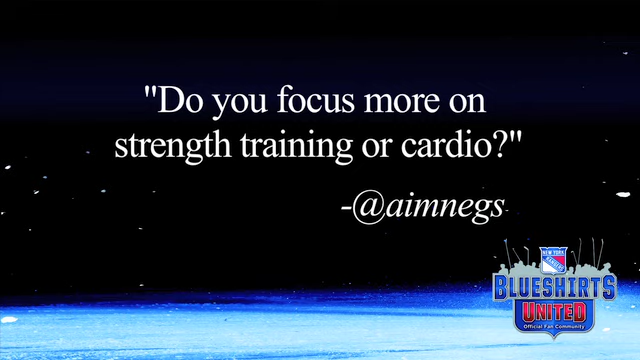 "Do you focus more on
strength training or cardio?"
-@aimnegs
NEW YORK
RANGERS
BLUESHIRTS
UNITED
Official Fan Community